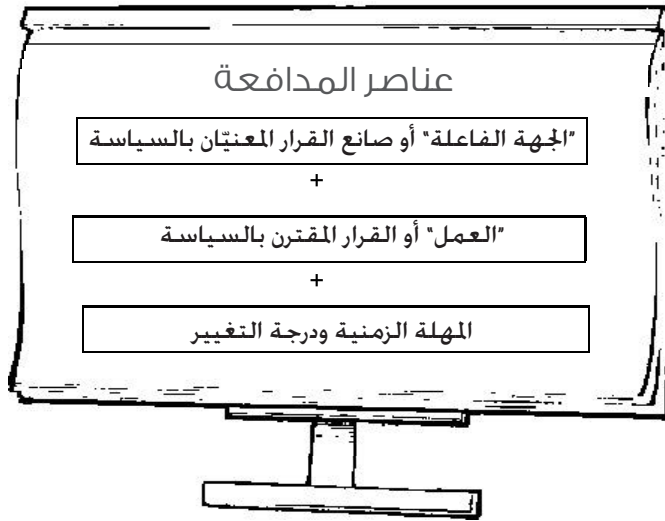 عناصر المدافعة
"الجهة الفاعلة" أو صانع القرار المعنيّان بالسياسة
+
"العمل" أو القرار المقترن بالسياسة
+
المهلة الزمنية ودرجة التغيير